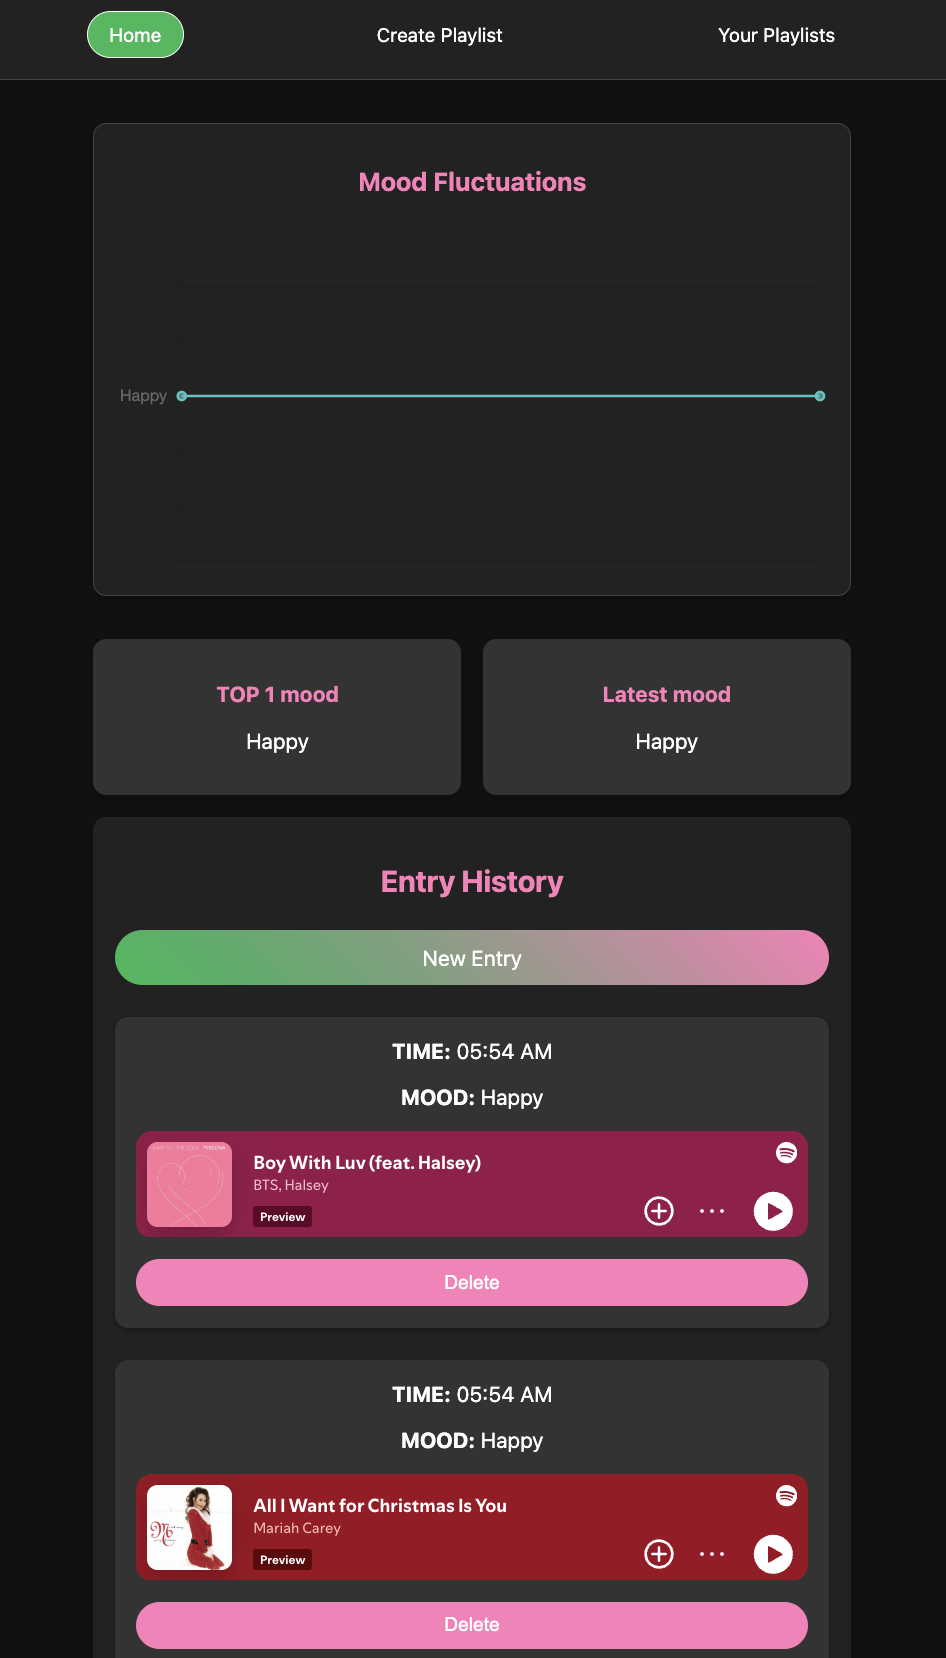 Home
Create Playlist
Your Playlists
Mood Fluctuations
Happy
TOP 1 mood
Happy
Latest mood
Happy
Entry History
New Entry
TIME: 05:54 AM
MOOD: Happy
Boy With Luv (feat. Halsey)
BTS, Halsey
Preview
Delete
TIME: 05:54 AM
MOOD: Happy
All I Want for Christmas Is You
Mariah Carey
Preview
Delete